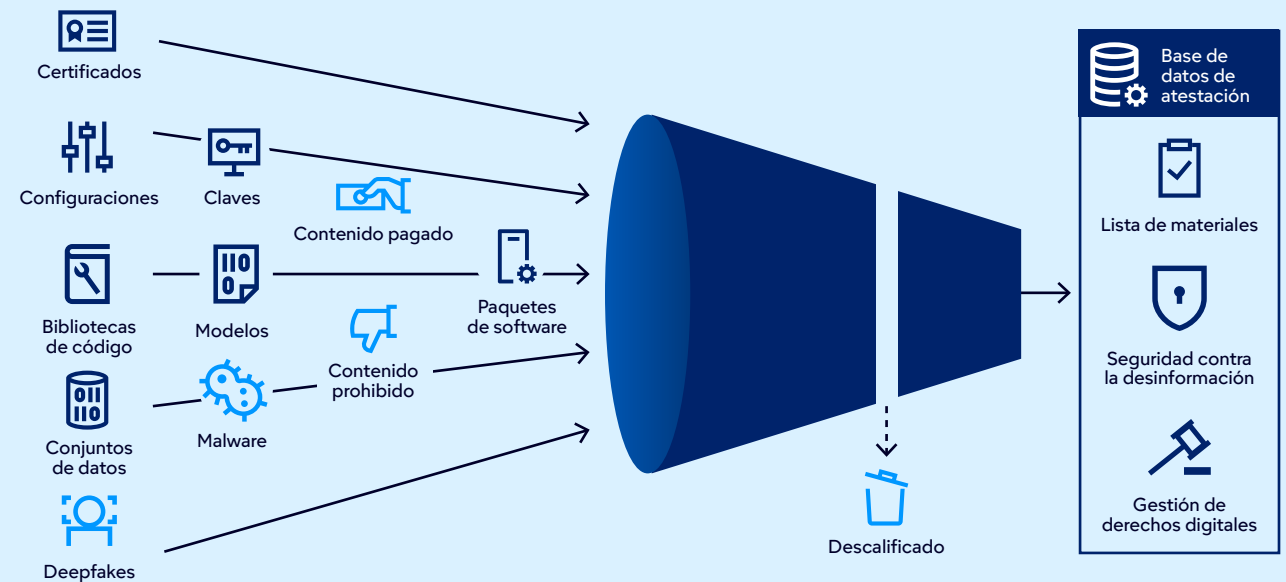 Certificados
Configuraciones
Claves
Contenido pagado
Bibliotecas
de código
Modelos
Paquetes
de software
Contenido
prohibido
Conjuntos
de datos
Malware
Deepfakes
Descalificado
Base de
datos de
atestación
Lista de materiales
Seguridad contra
la desinformación
Gestión de
derechos digitales